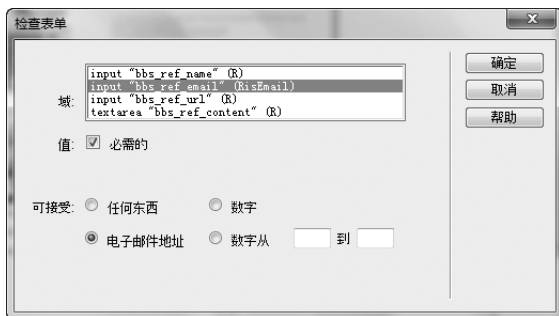 检查表单
input "bbs_ref_name" (R)
input "bbs_ref_email" (RisEmail)
input "bbs_ref_url" (R)
textarea "bbs_ref_content" (R)
域:
值: 必需的
可接受: 任何东西 数字
电子邮件地址 数字从 到
确定
取消
帮助